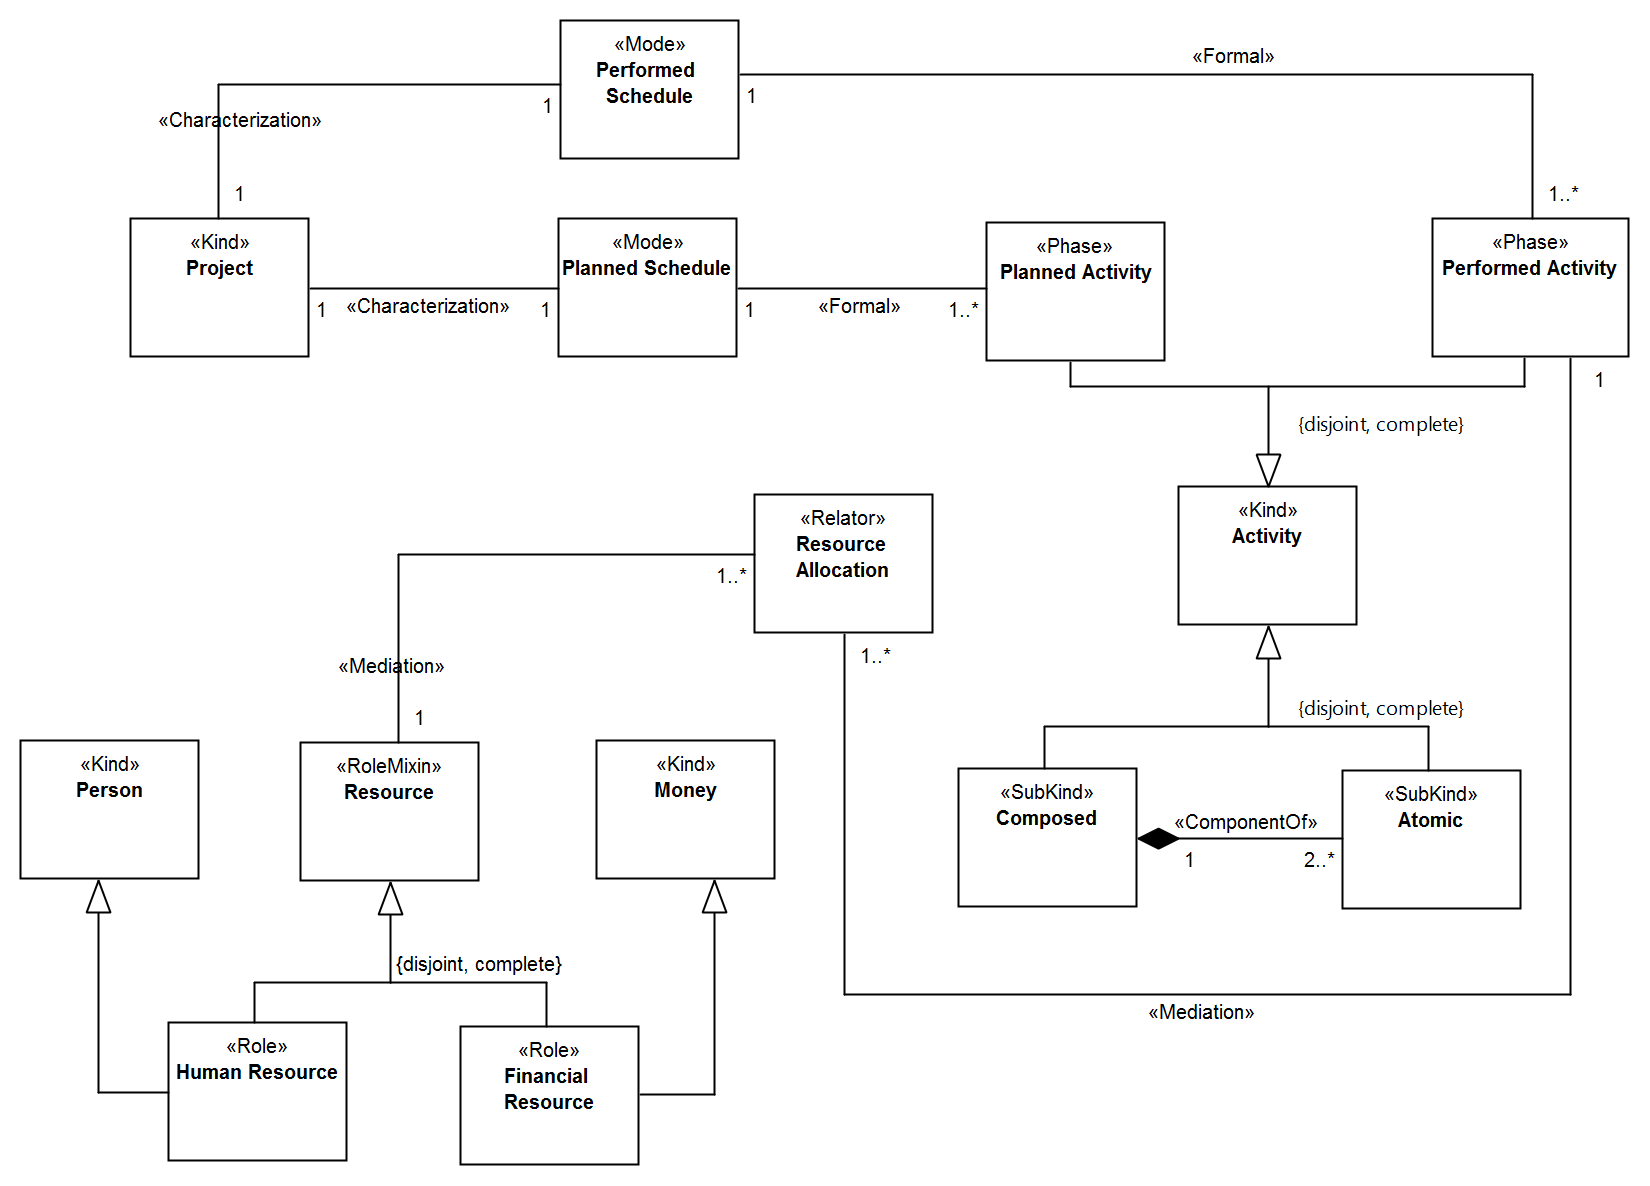 «Mode»
Performed
Schedule
«Formal»
1
1
«Characterization»
1
1..*
«Kind»
Project
«Mode»
Planned Schedule
«Phase»
Planned Activity
«Phase»
Performed Activity
1
«Characterization»
1
1
«Formal»
1..*
1
{disjoint, complete}
«Relator»
Resource
Allocation
«Kind»
Activity
1..*
1..*
«Mediation»
1
{disjoint, complete}
«Kind»
Person
«RoleMixin»
Resource
«Kind»
Money
«SubKind»
Composed
«SubKind»
Atomic
«ComponentOf»
1
2..*
{disjoint, complete}
«Mediation»
«Role»
Human Resource
«Role»
Financial
Resource